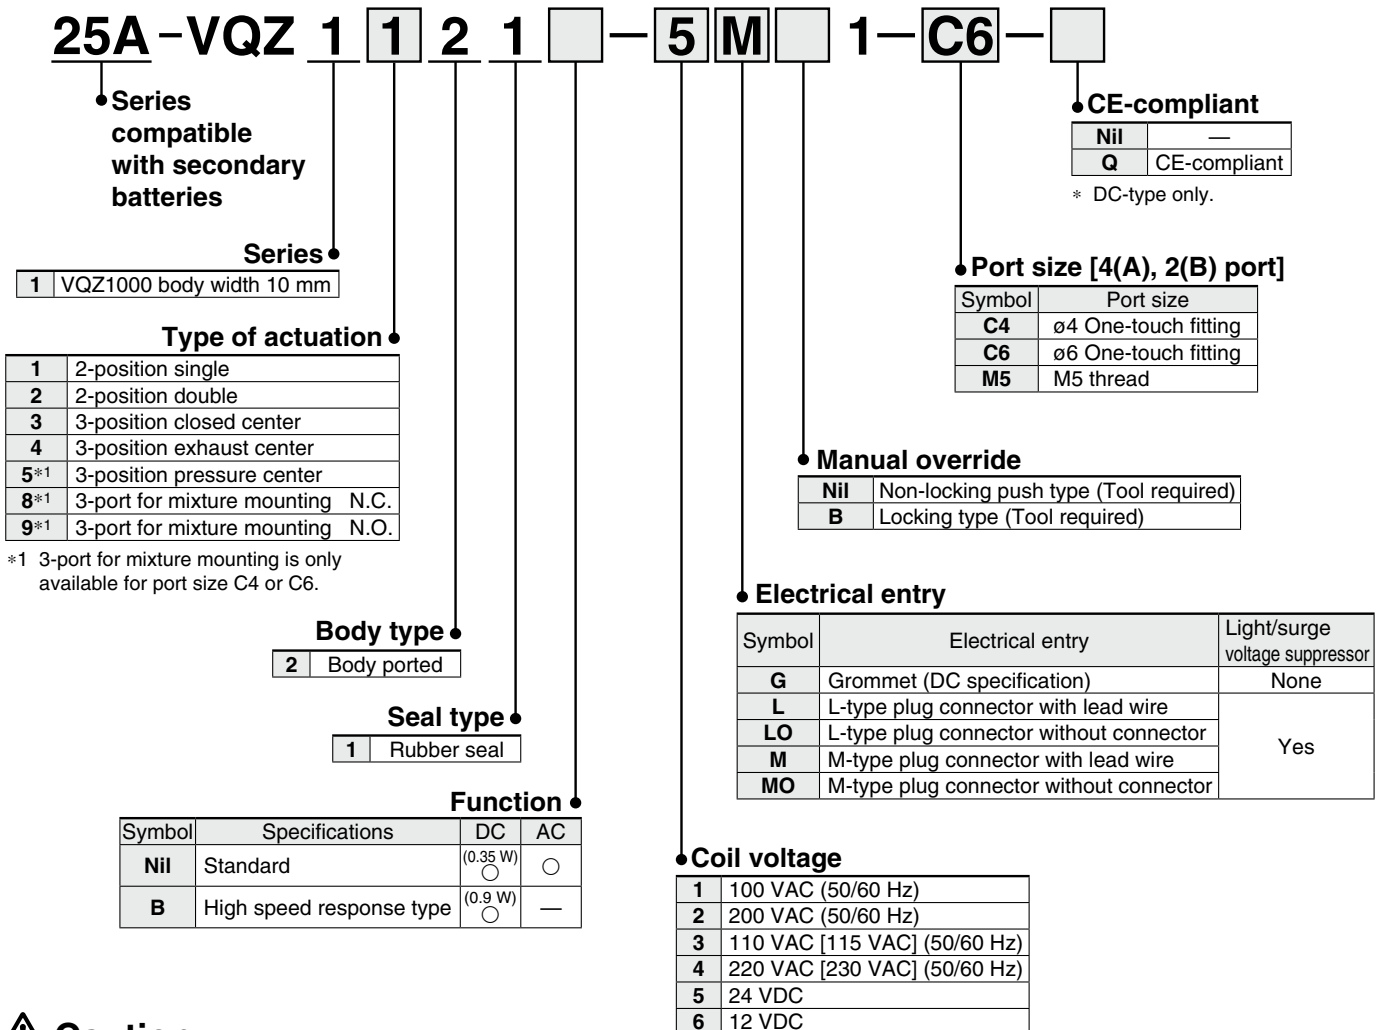 25A-VQZ 1 1 2 1 □-5 M □ 1-C6-□
Series
compatible
with secondary
batteries
Series
1 VQZ1000 body width 10 mm
Type of actuation
1 2-position single
2 2-position double
3 3-position closed center
4 3-position exhaust center
5*1 3-position pressure center
8*1 3-port for mixture mounting N.C.
9*1 3-port for mixture mounting N.O.
*1 3-port for mixture mounting is only
available for port size C4 or C6.
Body type
2 Body ported
Seal type
1 Rubber seal
Function
Symbol Specifications DC AC
Nil Standard (0.35 W) ○ ○
B High speed response type (0.9 W) ○ —
CE-compliant
Nil —
Q CE-compliant
* DC-type only.
Port size [4(A), 2(B) port]
Symbol Port size
C4 ø4 One-touch fitting
C6 ø6 One-touch fitting
M5 M5 thread
Manual override
Nil Non-locking push type (Tool required)
B Locking type (Tool required)
Electrical entry
Symbol Electrical entry Light/surge
voltage suppressor
G Grommet (DC specification) None
L L-type plug connector with lead wire
LO L-type plug connector without connector
Yes
M M-type plug connector with lead wire
MO M-type plug connector without connector
Coil voltage
1 100 VAC (50/60 Hz)
2 200 VAC (50/60 Hz)
3 110 VAC [115 VAC] (50/60 Hz)
4 220 VAC [230 VAC] (50/60 Hz)
5 24 VDC
6 12 VDC
Caution